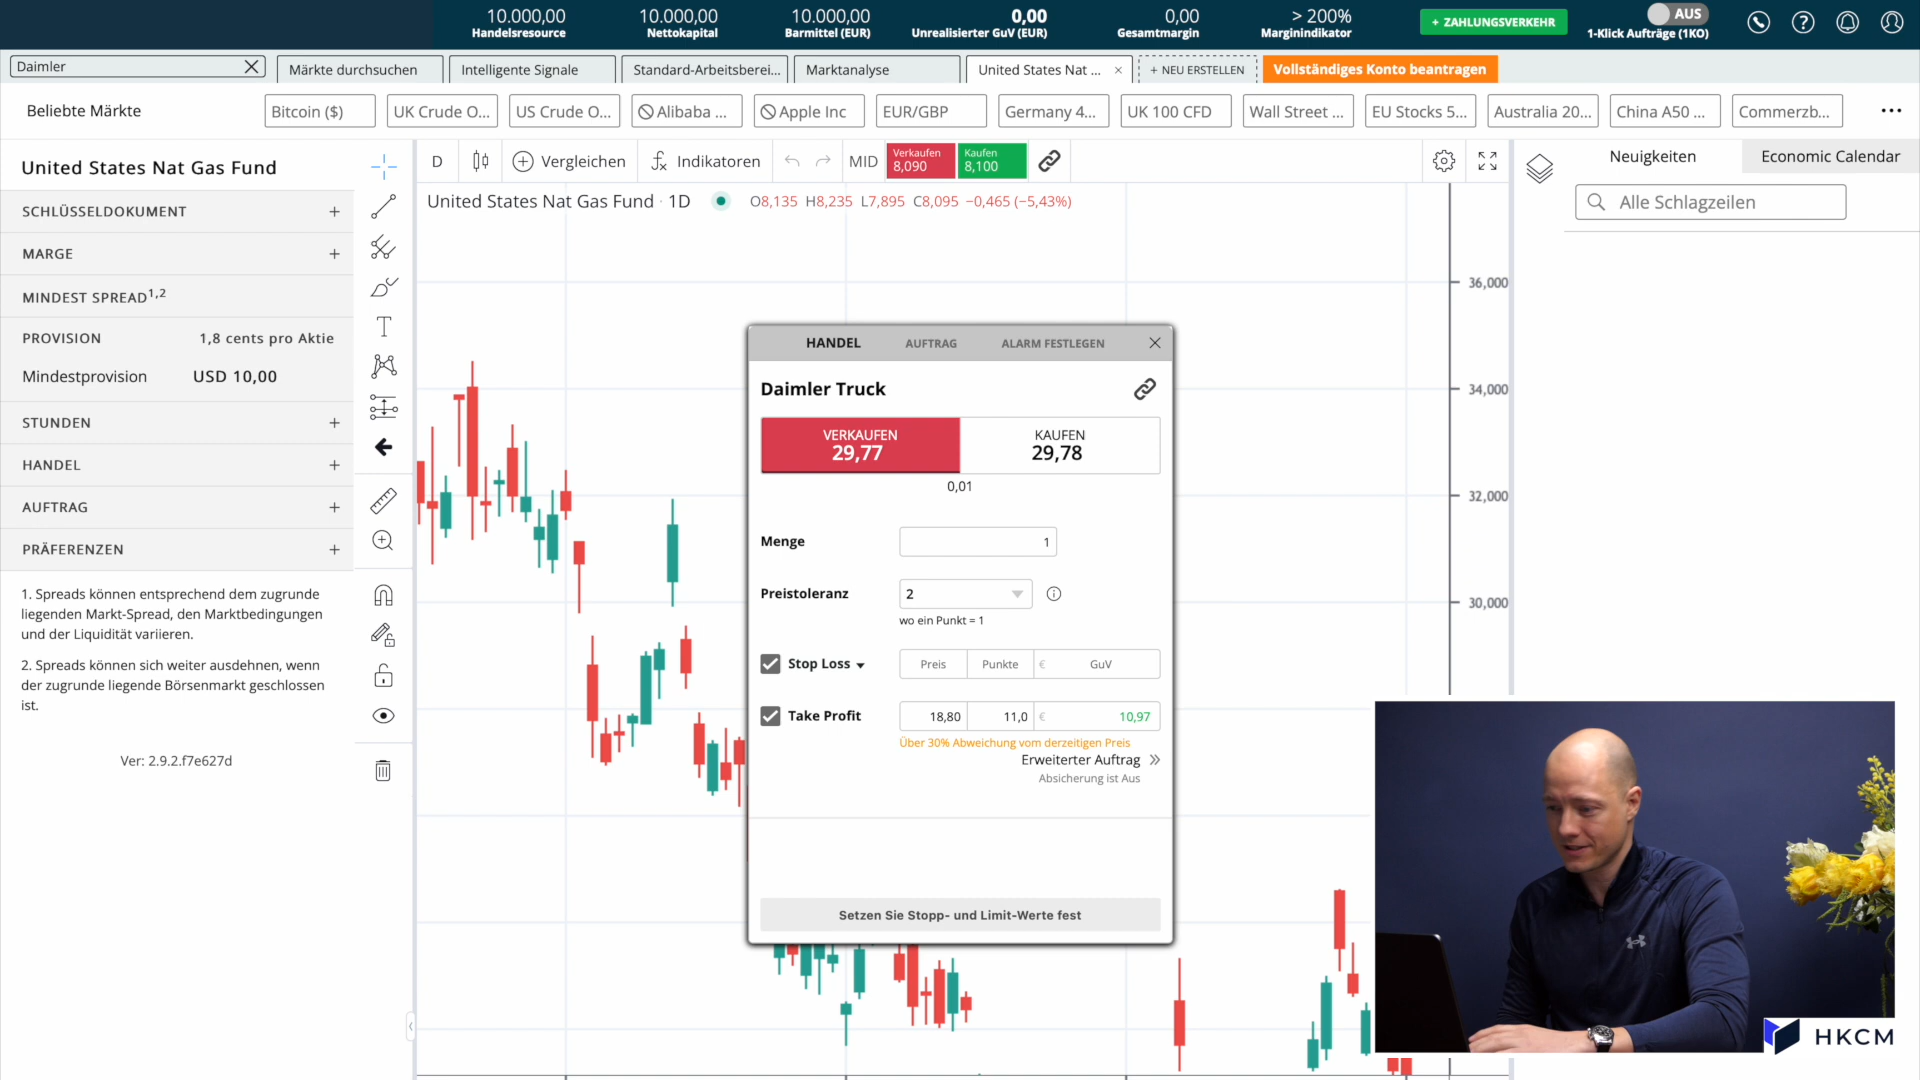 10.000,00
Handelsresource
10.000,00
Nettokapital
10.000,00
Barmittel (EUR)
0,00
Unrealisierter GuV (EUR)
0,00
Gesamtmargin
> 200%
Marginindikator
+ ZAHLUNGSVERKEHR
AUS
1-Klick Aufträge (1KO)
Daimler
Märkte durchsuchen
Intelligente Signale
Standard-Arbeitsberei...
Marktanalyse
United States Nat ...
+ NEU ERSTELLEN
Vollständiges Konto beantragen
Beliebte Märkte
Bitcoin ($)
UK Crude O...
US Crude O...
Alibaba ...
Apple Inc
EUR/GBP
Germany 4...
UK 100 CFD
Wall Street ...
EU Stocks 5...
Australia 20...
China A50 ...
Commerzb...
United States Nat Gas Fund
SCHLÜSSELDOKUMENT
MARGE
MINDEST SPREAD1,2
PROVISION 1,8 cents pro Aktie
Mindestprovision USD 10,00
STUNDEN
HANDEL
AUFTRAG
PRÄFERENZEN
1. Spreads können entsprechend dem zugrunde
liegenden Markt-Spread, den Marktbedingungen
und der Liquidität variieren.
2. Spreads können sich weiter ausdehnen, wenn
der zugrunde liegende Börsenmarkt geschlossen
ist.
Ver: 2.9.2.f7e627d
D
Vergleichen
Indikatoren
MID
Verkaufen
8,090
Kaufen
8,100
United States Nat Gas Fund · 1D
O8,135 H8,235 L7,895 C8,095 −0,465 (−5,43%)
36,000
34,000
32,000
30,000
HANDEL
AUFTRAG
ALARM FESTLEGEN
Daimler Truck
VERKAUFEN
29,77
KAUFEN
29,78
0,01
Menge
1
Preistoleranz
2
wo ein Punkt = 1
Stop Loss
Preis
Punkte
€
GuV
Take Profit
18,80
11,0
€
10,97
Über 30% Abweichung vom derzeitigen Preis
Erweiterter Auftrag
Absicherung ist Aus
Setzen Sie Stopp- und Limit-Werte fest
Neuigkeiten
Economic Calendar
Alle Schlagzeilen
HKCM